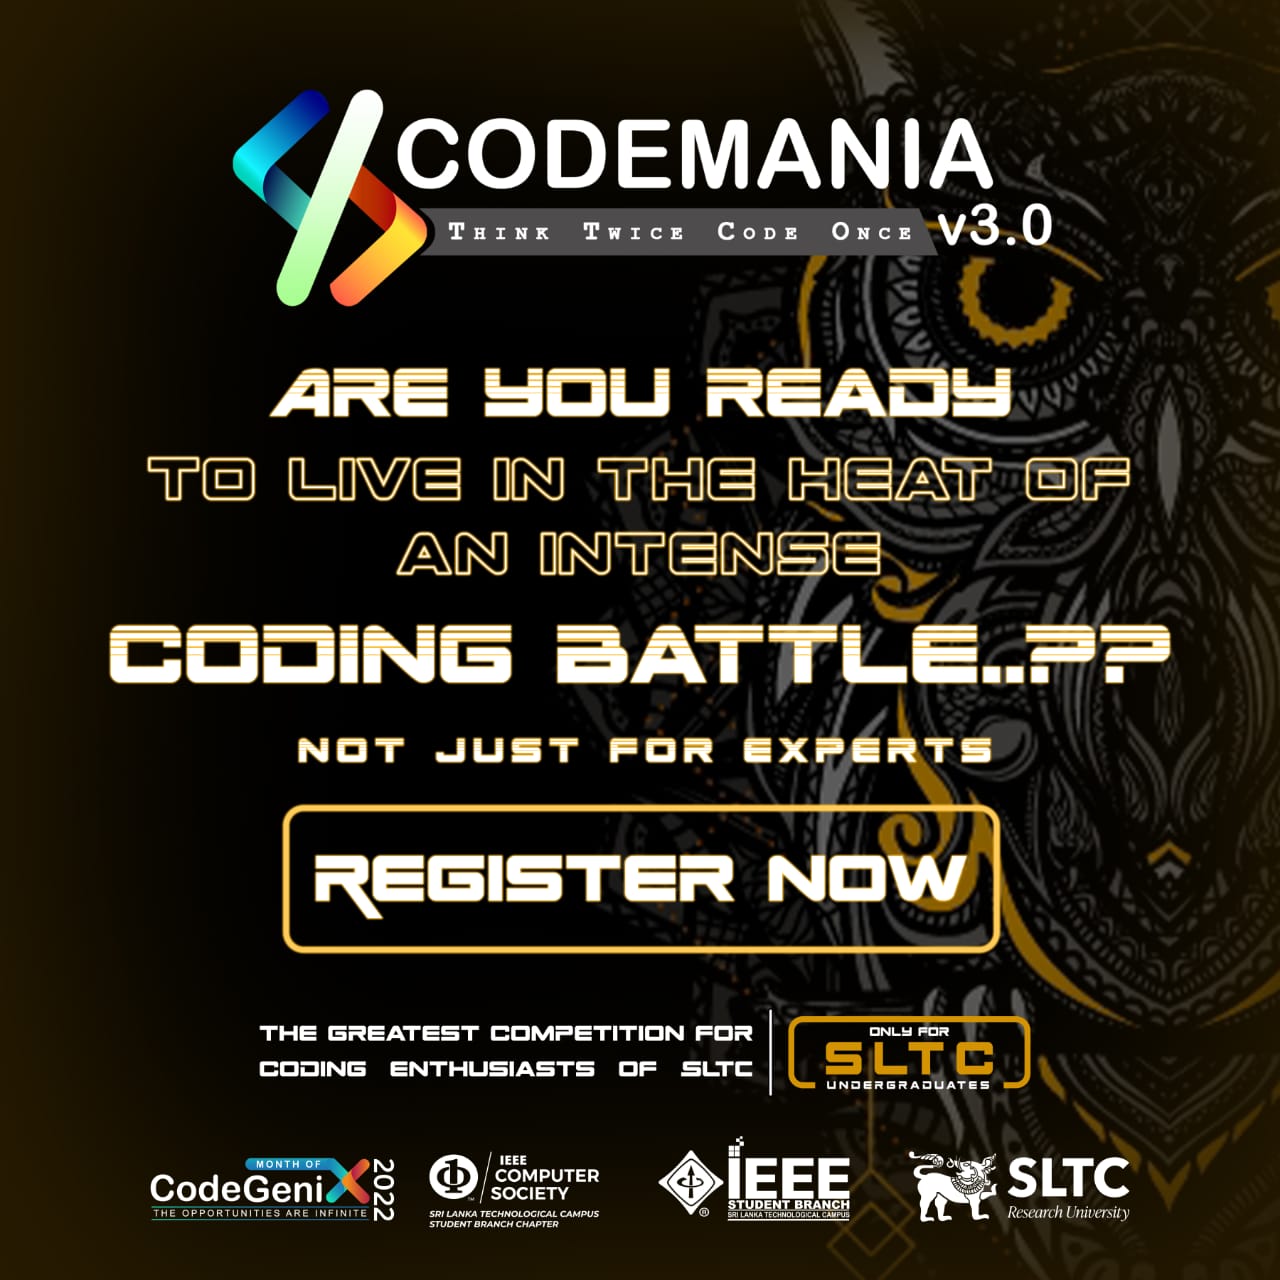 CODEMANIA
THINK TWICE CODE ONCE
v3.0
ARE YOU READY
TO LIVE IN THE HEAT OF
AN INTENSE
CODING BATTLE..??
NOT JUST FOR EXPERTS
REGISTER NOW
THE GREATEST COMPETITION FOR
CODING ENTHUSIASTS OF SLTC
ONLY FOR
SLTC
UNDERGRADUATES
MONTH OF
CodeGeniX
2022
THE OPPORTUNITIES ARE INFINITE
IEEE
COMPUTER
SOCIETY
TM
SRI LANKA TECHNOLOGICAL CAMPUS
STUDENT BRANCH CHAPTER
®
IEEE
STUDENT BRANCH
SRI LANKA TECHNOLOGICAL CAMPUS
SLTC
Research University